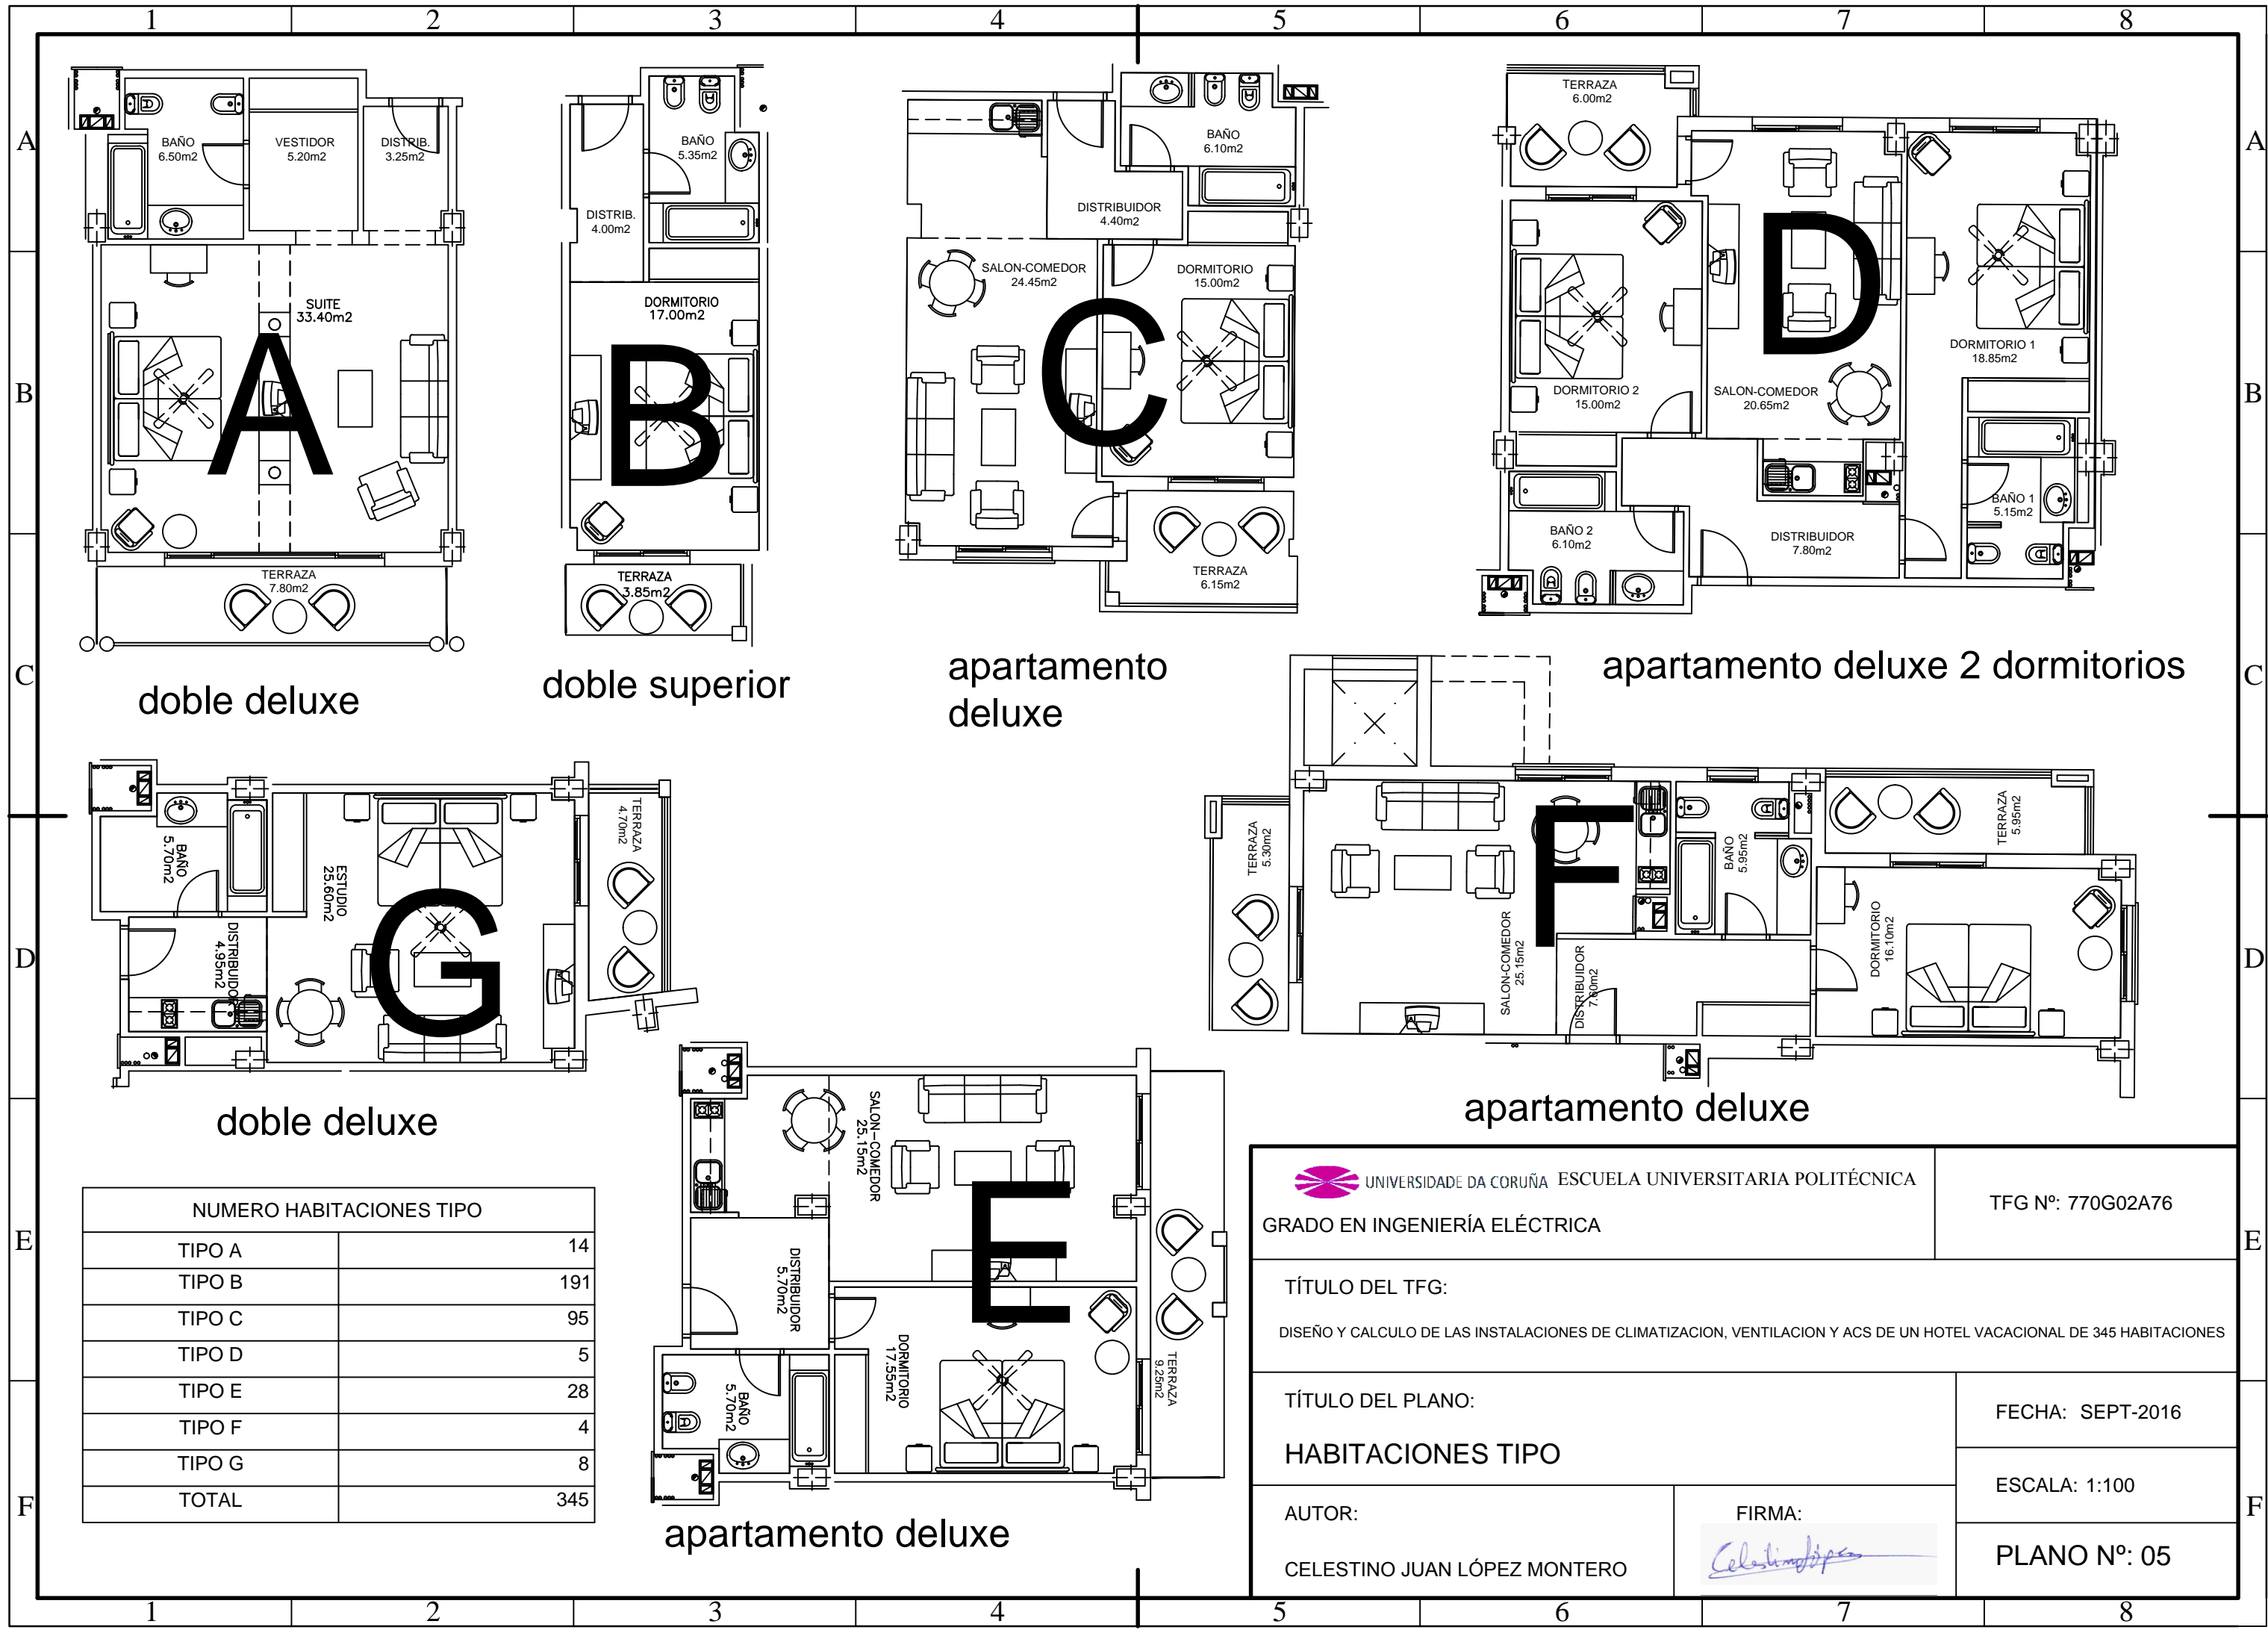 1 2 3 4 5 6 7 8
A A
B B
C C
D D
E E
F F
BAÑO
6.50m2
VESTIDOR
5.20m2
DISTRIB.
3.25m2
SUITE
33.40m2
A
TERRAZA
7.80m2
doble deluxe
BAÑO
5.35m2
DISTRIB.
4.00m2
DORMITORIO
17.00m2
B
TERRAZA
3.85m2
doble superior
BAÑO
6.10m2
DISTRIBUIDOR
4.40m2
SALON-COMEDOR
24.45m2
DORMITORIO
15.00m2
C
TERRAZA
6.15m2
apartamento
deluxe
TERRAZA
6.00m2
D
DORMITORIO 1
18.85m2
DORMITORIO 2
15.00m2
SALON-COMEDOR
20.65m2
BAÑO 1
5.15m2
BAÑO 2
6.10m2
DISTRIBUIDOR
7.80m2
apartamento deluxe 2 dormitorios
TERRAZA
4.70m2
BAÑO
5.70m2
ESTUDIO
25.60m2
DISTRIBUIDOR
4.95m2
G
doble deluxe
TERRAZA
5.30m2
F
BAÑO
5.95m2
TERRAZA
5.95m2
SALON-COMEDOR
25.15m2
DISTRIBUIDOR
7.60m2
DORMITORIO
16.10m2
apartamento deluxe
SALON-COMEDOR
25.15m2
DISTRIBUIDOR
5.70m2
E
DORMITORIO
17.55m2
BAÑO
5.70m2
TERRAZA
9.25m2
apartamento deluxe
NUMERO HABITACIONES TIPO
TIPO A 14
TIPO B 191
TIPO C 95
TIPO D 5
TIPO E 28
TIPO F 4
TIPO G 8
TOTAL 345
UNIVERSIDADE DA CORUÑA ESCUELA UNIVERSITARIA POLITÉCNICA
GRADO EN INGENIERÍA ELÉCTRICA
TFG Nº: 770G02A76
TÍTULO DEL TFG:
DISEÑO Y CALCULO DE LAS INSTALACIONES DE CLIMATIZACION, VENTILACION Y ACS DE UN HOTEL VACACIONAL DE 345 HABITACIONES
TÍTULO DEL PLANO:
HABITACIONES TIPO
FECHA: SEPT-2016
ESCALA: 1:100
AUTOR:
CELESTINO JUAN LÓPEZ MONTERO
FIRMA:
Celestino López
PLANO Nº: 05
1 2 3 4 5 6 7 8